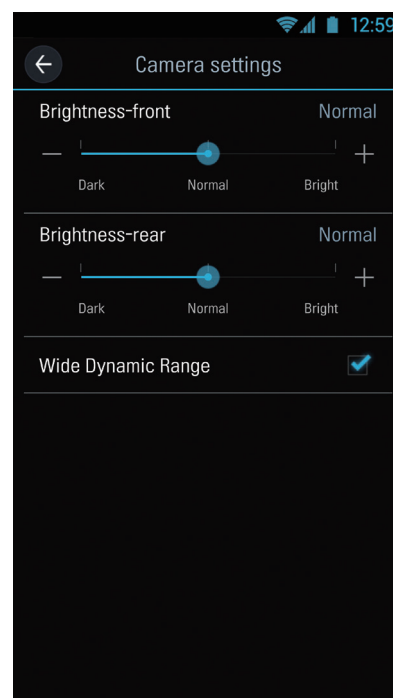 12:59
Camera settings
Brightness-front Normal
Dark Normal Bright
Brightness-rear Normal
Dark Normal Bright
Wide Dynamic Range